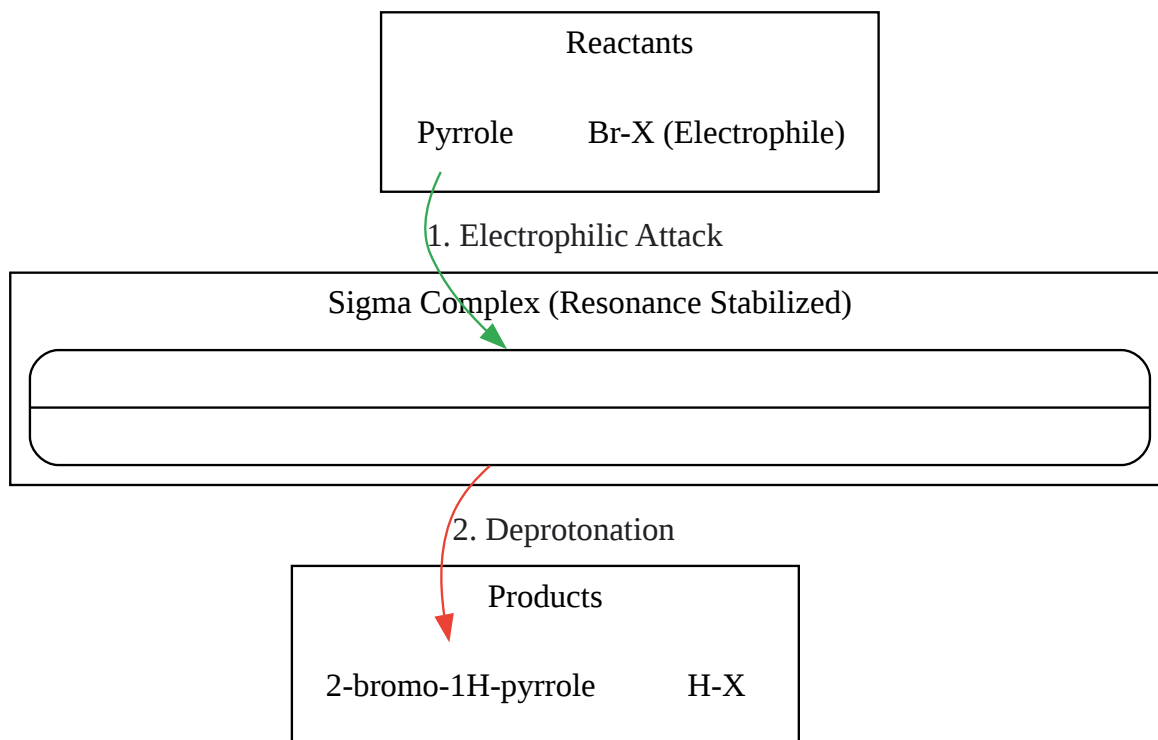 Reactants
Pyrrole Br-X (Electrophile)
1. Electrophilic Attack
Sigma Complex (Resonance Stabilized)
2. Deprotonation
Products
2-bromo-1H-pyrrole H-X